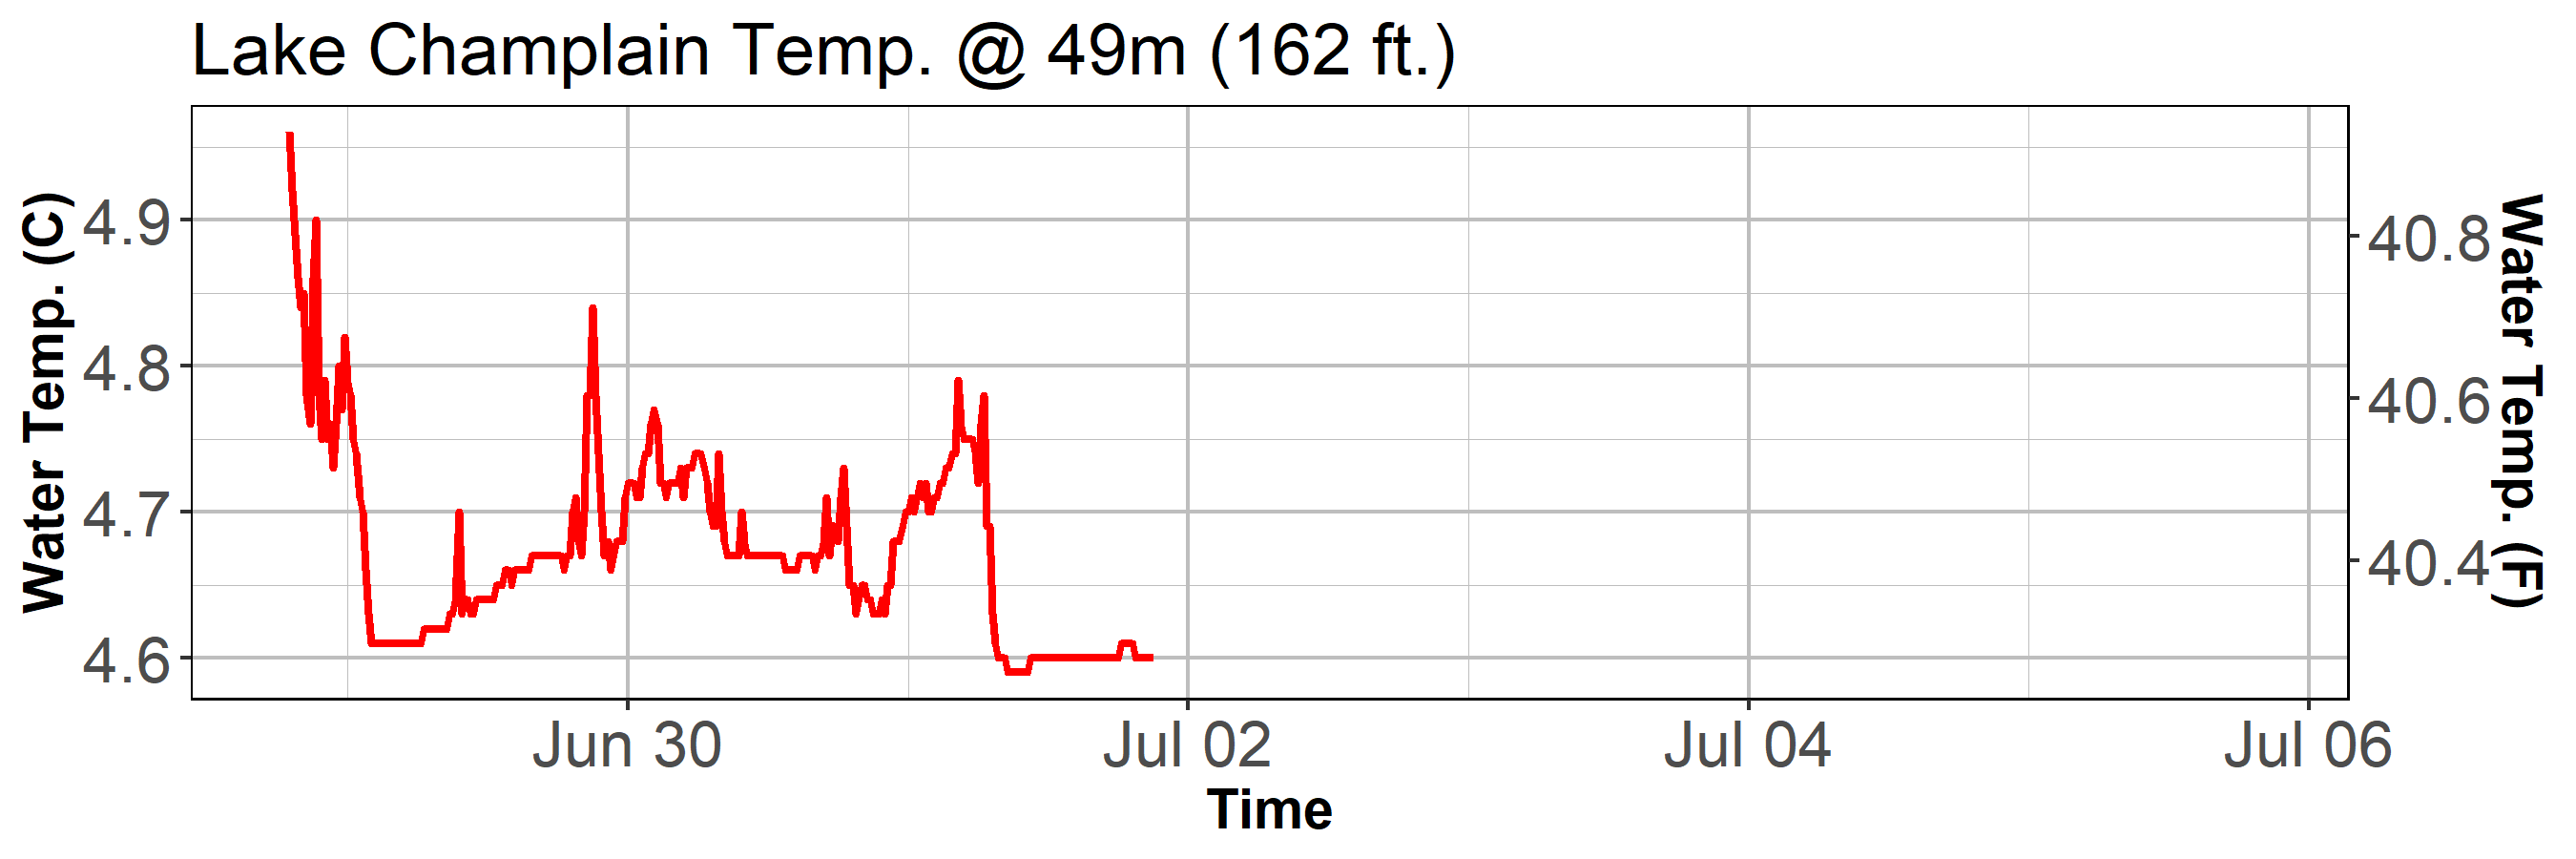 Lake Champlain Temp. @ 49m (162 ft.)
Water Temp. (C)
4.9
4.8
4.7
4.6
40.8
40.6
40.4
Water Temp. (F)
Jun 30 Jul 02 Jul 04 Jul 06
Time